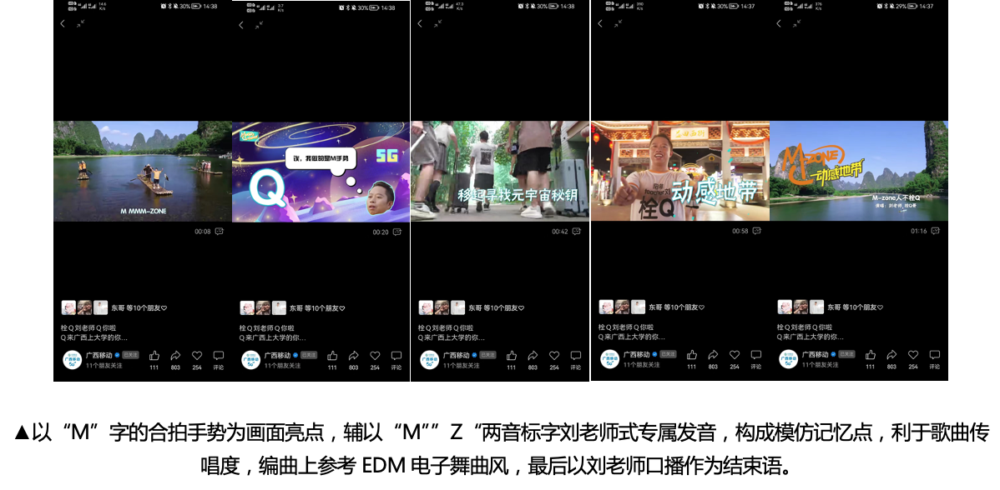 14:38
30%
M MMM-ZONE
00:08
东哥 等10个朋友♡
栓Q刘老师Q你啦
Q来广西上大学的你...
广西移动 已关注
11个朋友关注
111 803 254 评论
14:38
30%
诶，我做的是M手势
5G
Q
00:20
东哥 等10个朋友♡
栓Q刘老师Q你啦
Q来广西上大学的你...
广西移动 已关注
11个朋友关注
111 803 254 评论
14:38
30%
移起寻找元宇宙秘钥
00:42
东哥 等10个朋友♡
栓Q刘老师Q你啦
Q来广西上大学的你...
广西移动 已关注
11个朋友关注
111 803 254 评论
14:37
30%
动感地带
栓Q
00:58
东哥 等10个朋友♡
栓Q刘老师Q你啦
Q来广西上大学的你...
广西移动 已关注
11个朋友关注
111 803 254 评论
14:37
29%
M-ZONE
动感地带
M-zone人不栓Q
01:16
东哥 等10个朋友♡
栓Q刘老师Q你啦
Q来广西上大学的你...
广西移动 已关注
11个朋友关注
111 803 254 评论
▲以“M”字的合拍手势为画面亮点，辅以“M””Z“两音标字刘老师式专属发音，构成模仿记忆点，利于歌曲传
唱度，编曲上参考 EDM 电子舞曲风，最后以刘老师口播作为结束语。